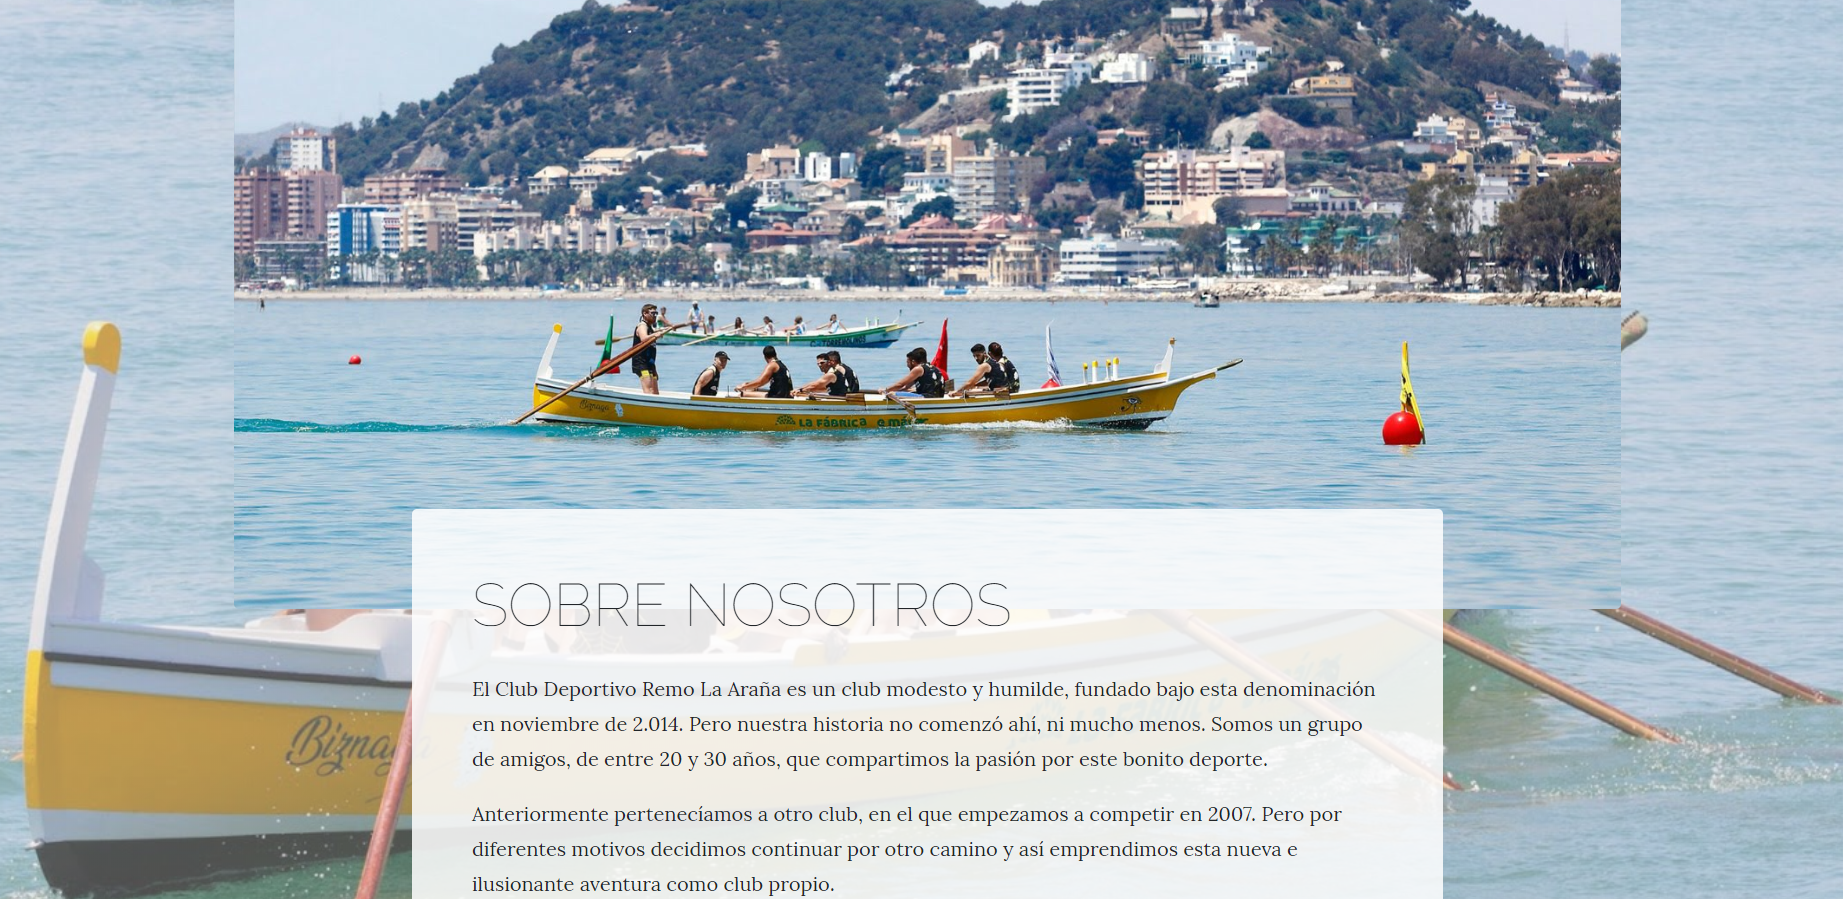 Biznaga
LA FÁBRICA
SOBRE NOSOTROS
El Club Deportivo Remo La Araña es un club modesto y humilde, fundado bajo esta denominación
en noviembre de 2.014. Pero nuestra historia no comenzó ahí, ni mucho menos. Somos un grupo
de amigos, de entre 20 y 30 años, que compartimos la pasión por este bonito deporte.
Anteriormente pertenecíamos a otro club, en el que empezamos a competir en 2007. Pero por
diferentes motivos decidimos continuar por otro camino y así emprendimos esta nueva e
ilusionante aventura como club propio.
Biznaga